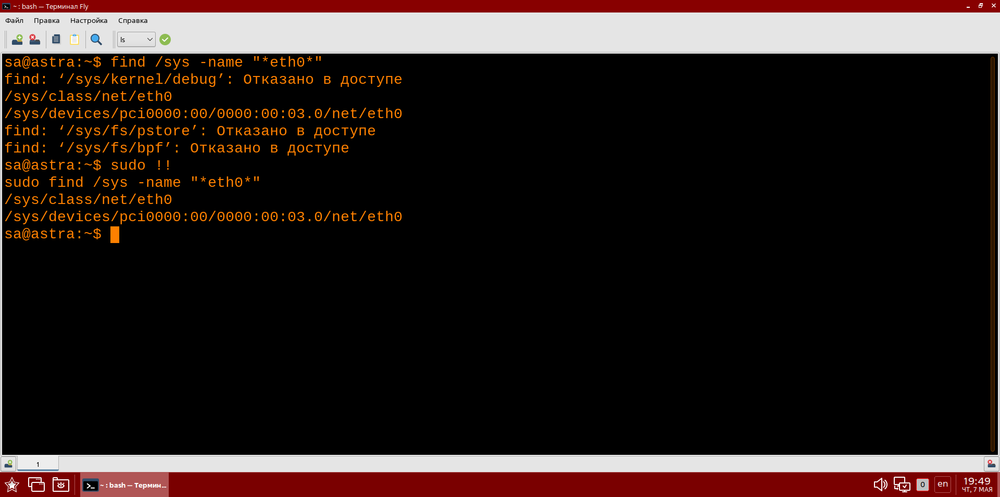 ~ : bash — Терминал Fly
Файл Правка Настройка Справка
ls
sa@astra:~$ find /sys -name "*eth0*"
find: ‘/sys/kernel/debug’: Отказано в доступе
/sys/class/net/eth0
/sys/devices/pci0000:00/0000:00:03.0/net/eth0
find: ‘/sys/fs/pstore’: Отказано в доступе
find: ‘/sys/fs/bpf’: Отказано в доступе
sa@astra:~$ sudo !!
sudo find /sys -name "*eth0*"
/sys/class/net/eth0
/sys/devices/pci0000:00/0000:00:03.0/net/eth0
sa@astra:~$
1
~ : bash — Термин...
0
en
19:49
ЧТ, 7 МАЯ